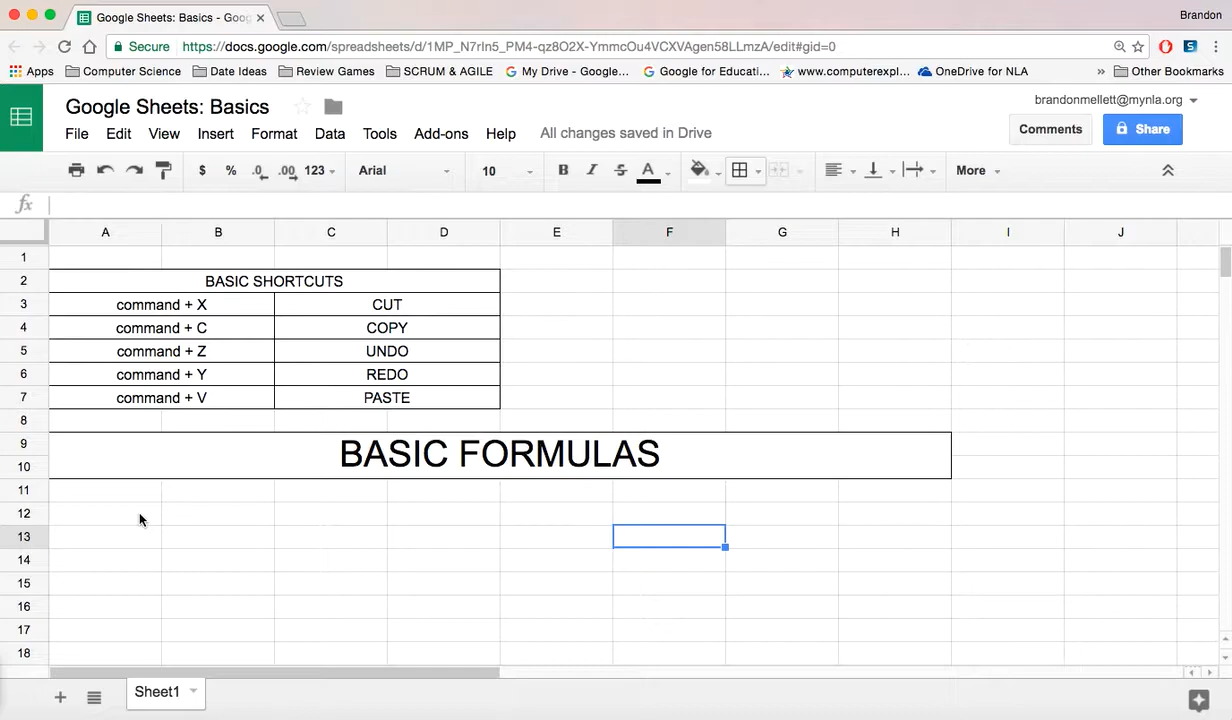 Google Sheets: Basics - Goog
Brandon
Secure https://docs.google.com/spreadsheets/d/1MP_N7rIn5_PM4-qz8O2X-YmmcOu4VCXVAgen58LLmzA/edit#gid=0
Apps Computer Science Date Ideas Review Games SCRUM & AGILE My Drive - Google... Google for Educati... www.computerexpl... OneDrive for NLA » Other Bookmarks
Google Sheets: Basics
brandonmellett@mynla.org
File Edit View Insert Format Data Tools Add-ons Help All changes saved in Drive
Comments Share
$ % .0 .00 123 Arial 10 B I S A More
fx
A B C D E F G H I J
1
2 BASIC SHORTCUTS
3 command + X CUT
4 command + C COPY
5 command + Z UNDO
6 command + Y REDO
7 command + V PASTE
8
9 BASIC FORMULAS
10
11
12
13
14
15
16
17
18
+ Sheet1